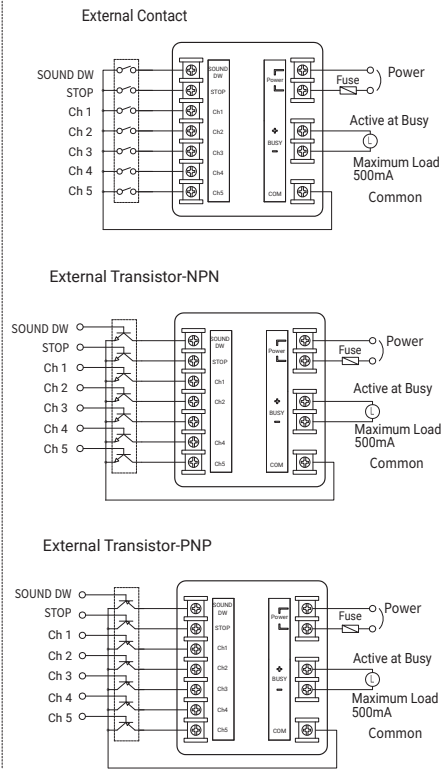 External Contact
SOUND DW
STOP
Ch 1
Ch 2
Ch 3
Ch 4
Ch 5
SOUND
DW
STOP
Ch1
Ch2
Ch3
Ch4
Ch5
Power
BUSY
COM
Fuse
Power
Active at Busy
L
Maximum Load
500mA
Common
External Transistor-NPN
SOUND DW
STOP
Ch 1
Ch 2
Ch 3
Ch 4
Ch 5
SOUND
DW
STOP
Ch1
Ch2
Ch4
Ch5
Power
BUSY
COM
Fuse
Power
Active at Busy
L
Maximum Load
500mA
Common
External Transistor-PNP
SOUND DW
STOP
Ch 1
Ch 2
Ch 3
Ch 4
Ch 5
SOUND
DW
STOP
Ch1
Ch2
Ch3
Ch4
Ch5
Power
BUSY
COM
Fuse
Power
Active at Busy
L
Maximum Load
500mA
Common